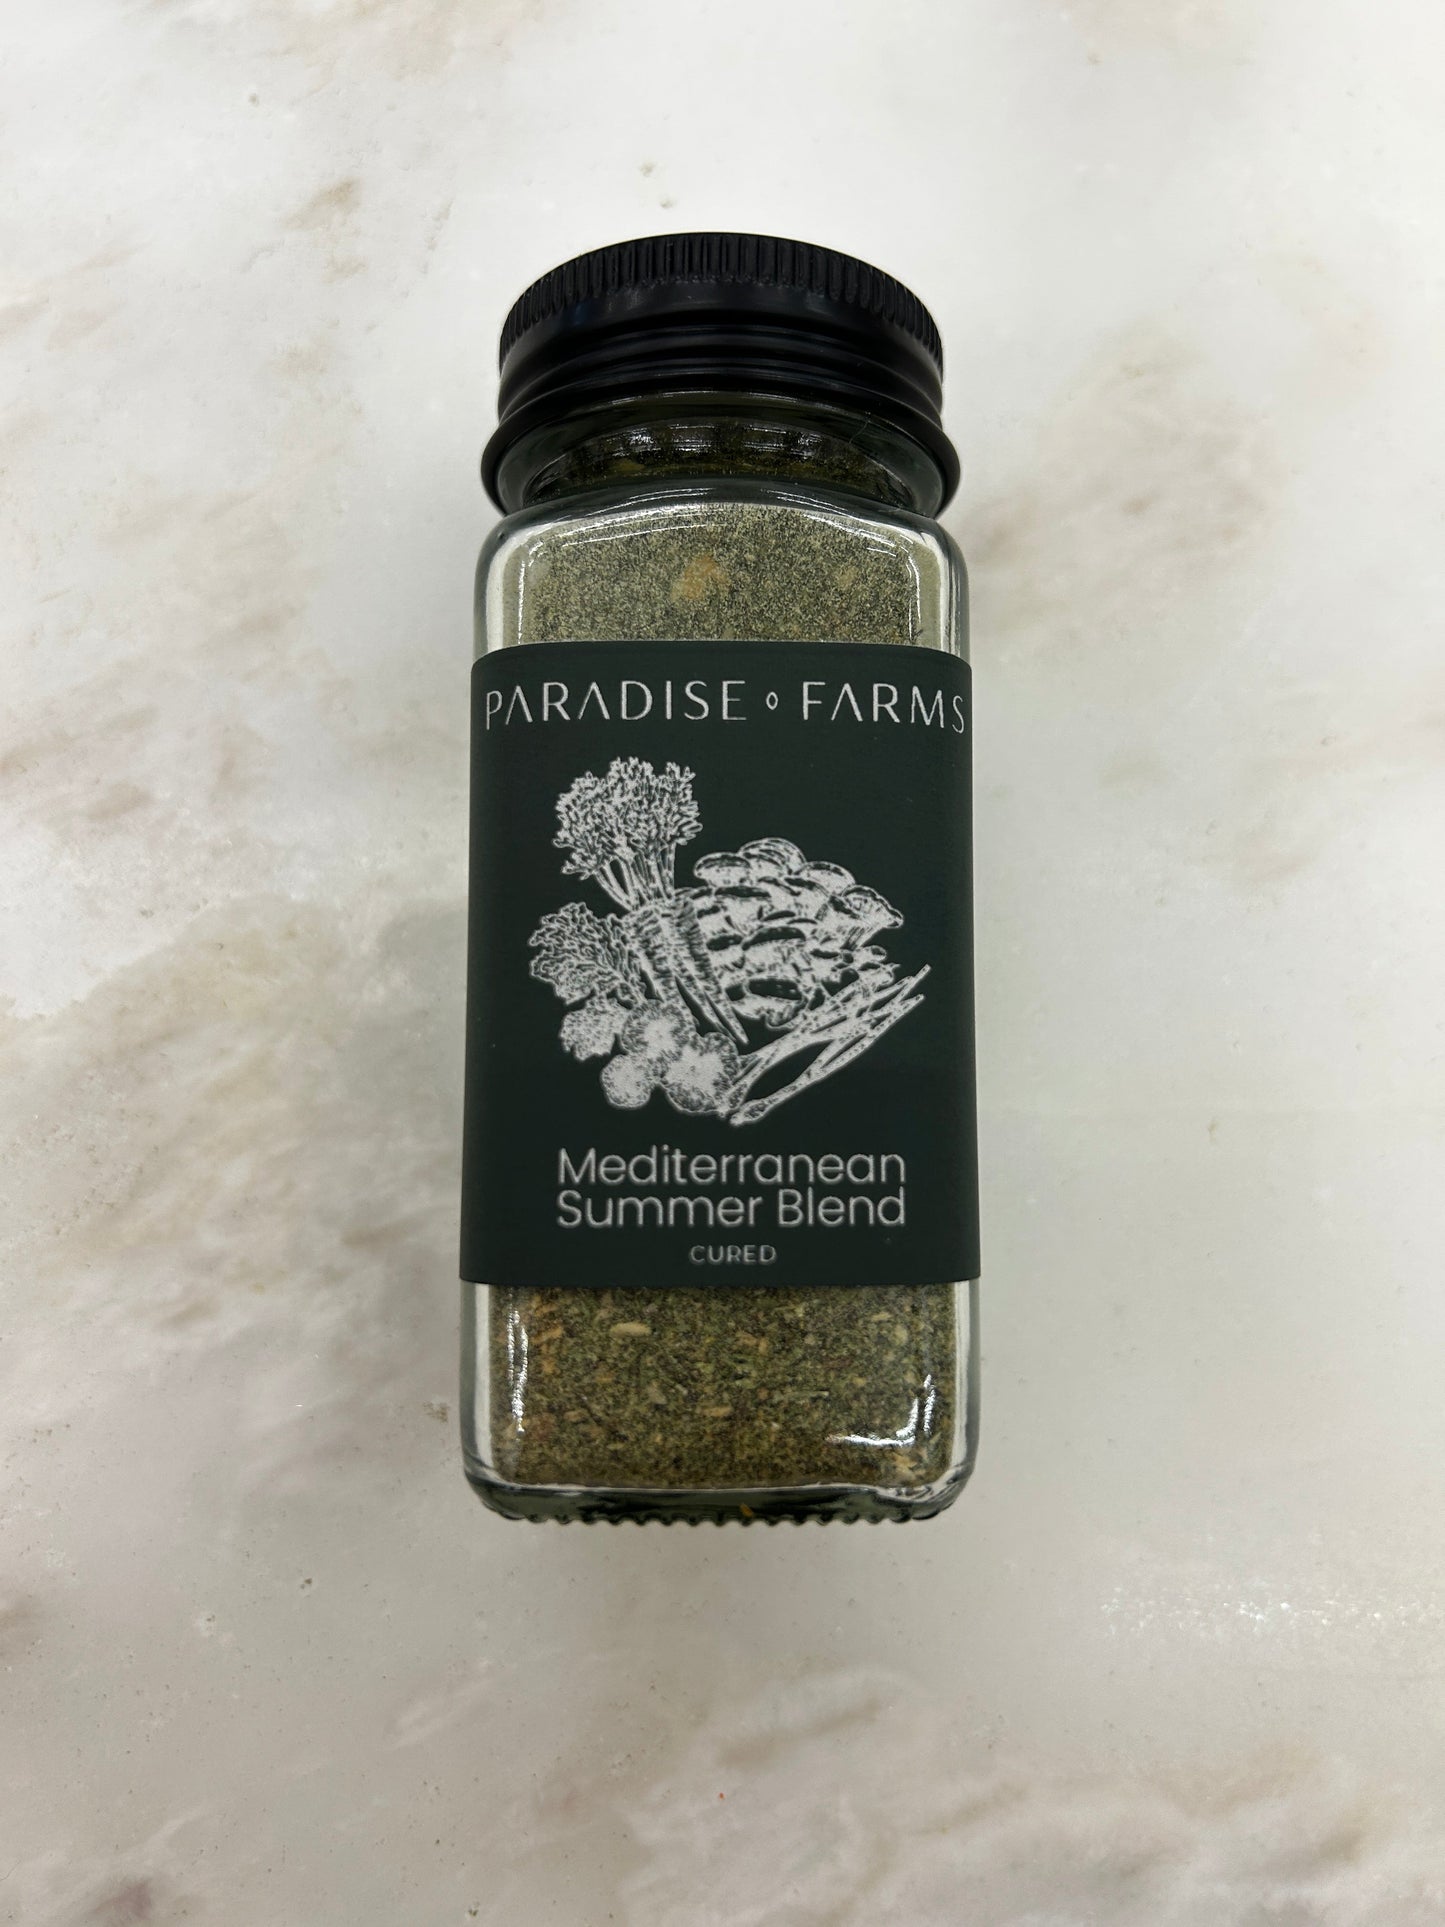 PARADISE ◦ FARMS
Mediterranean
Summer Blend
CURED